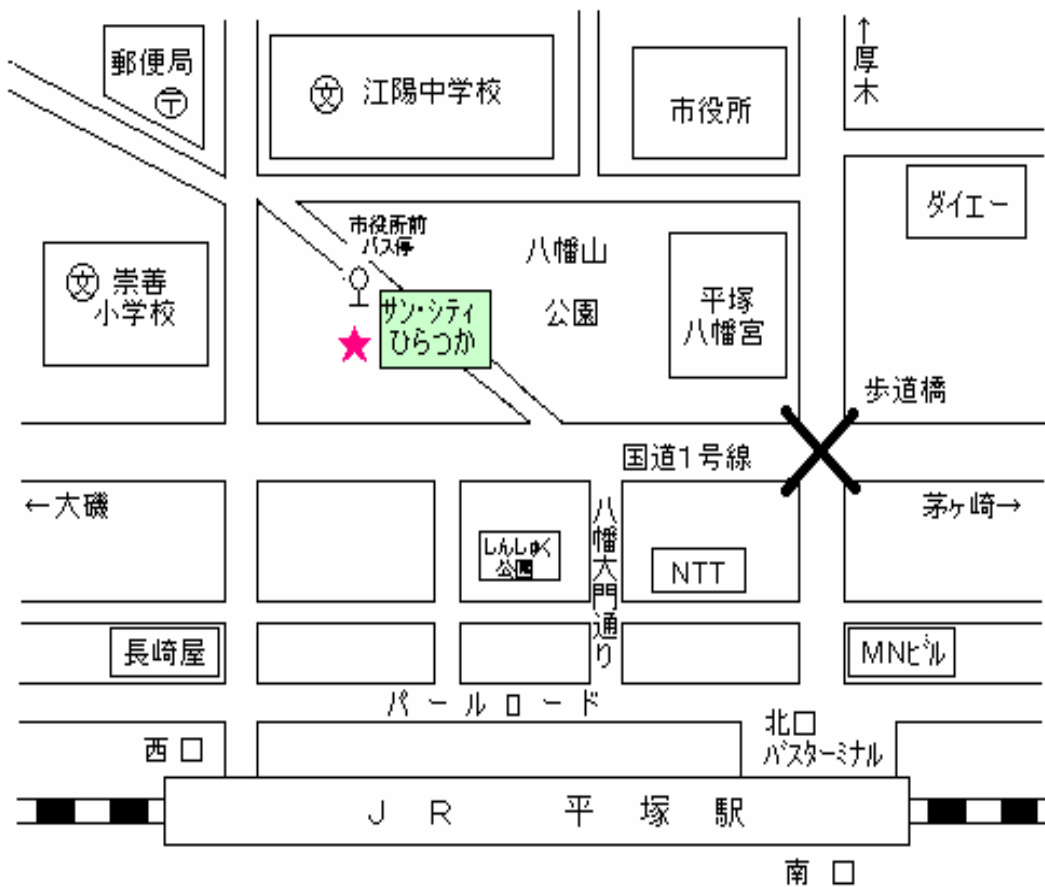 郵便局
〒
文 江陽中学校
市役所
↑厚木
ダイエー
市役所前
バス停
八幡山
公園
文 崇善
小学校
サン・シティ
ひらつか
平塚
八幡宮
歩道橋
国道1号線
←大磯
茅ヶ崎→
しんしゅく
公園
八幡大門通り
NTT
長崎屋
MNビル
パールロード
西口
北口
バスターミナル
JR 平塚駅
南口